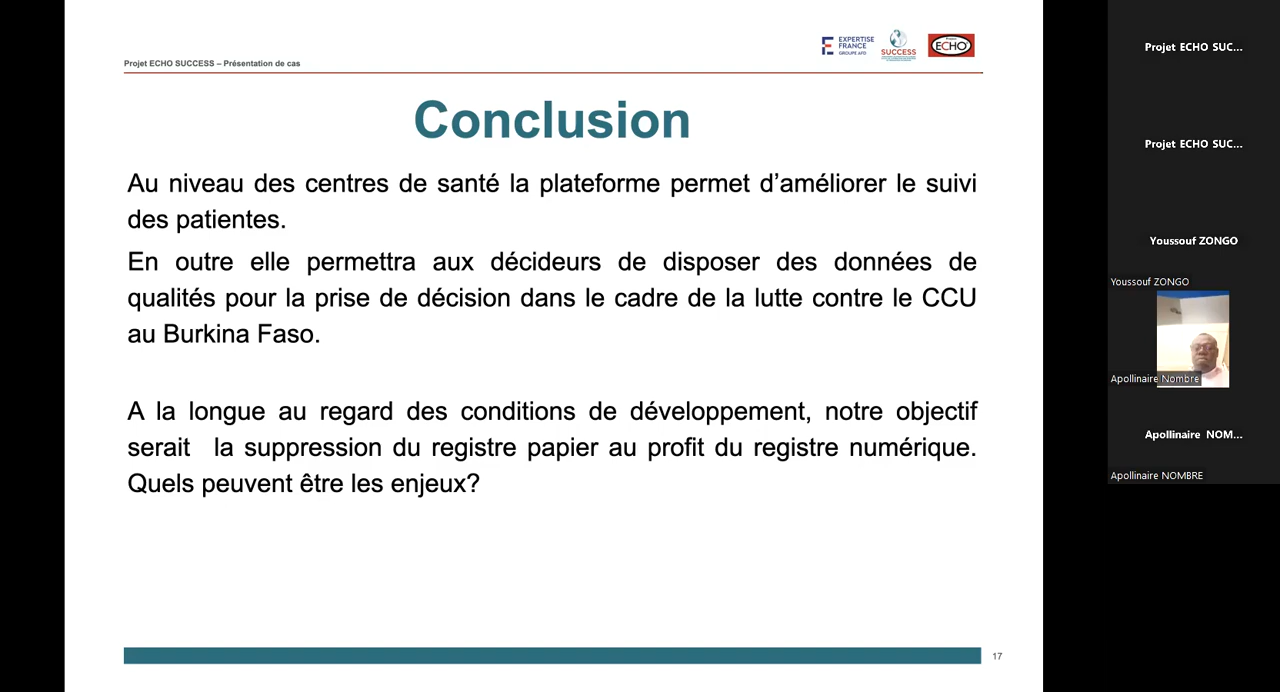 Projet ECHO SUCCESS – Présentation de cas
EXPERTISE
FRANCE
GROUPE AFD
SUCCESS
ECHO
Conclusion
Au niveau des centres de santé la plateforme permet d’améliorer le suivi
des patientes.
En outre elle permettra aux décideurs de disposer des données de
qualités pour la prise de décision dans le cadre de la lutte contre le CCU
au Burkina Faso.
A la longue au regard des conditions de développement, notre objectif
serait la suppression du registre papier au profit du registre numérique.
Quels peuvent être les enjeux?
17
Projet ECHO SUC...
Projet ECHO SUC...
Youssouf ZONGO
Youssouf ZONGO
Apollinaire Nombre
Apollinaire NOM...
Apollinaire NOMBRE